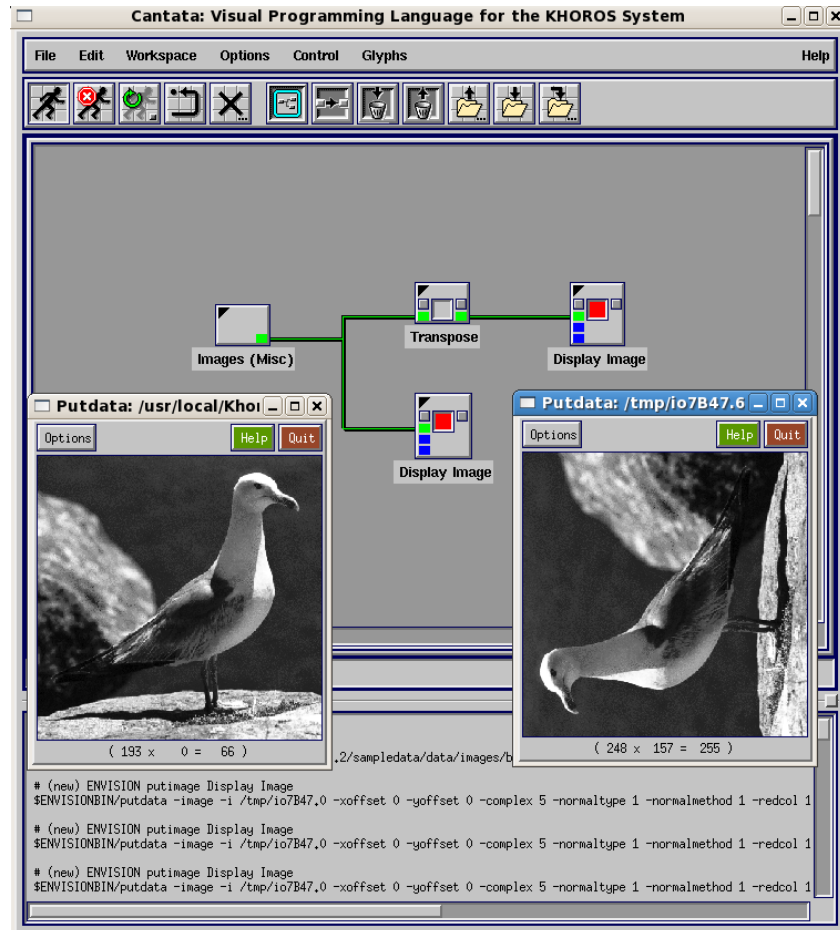 Cantata: Visual Programming Language for the KHOROS System
File Edit Workspace Options Control Glyphs Help
Images (Misc)
Transpose
Display Image
Display Image
Putdata: /usr/local/Khor
Options Help Quit
( 193 x 0 = 66 )
Putdata: /tmp/io7B47.6
Options Help Quit
( 248 x 157 = 255 )
.2/sampledata/data/images/b
# (new) ENVISION putimage Display Image
$ENVISIONBIN/putdata -image -i /tmp/io7B47.0 -xoffset 0 -yoffset 0 -complex 5 -normaltype 1 -normalmethod 1 -redcol 1
# (new) ENVISION putimage Display Image
$ENVISIONBIN/putdata -image -i /tmp/io7B47.0 -xoffset 0 -yoffset 0 -complex 5 -normaltype 1 -normalmethod 1 -redcol 1
# (new) ENVISION putimage Display Image
$ENVISIONBIN/putdata -image -i /tmp/io7B47.0 -xoffset 0 -yoffset 0 -complex 5 -normaltype 1 -normalmethod 1 -redcol 1